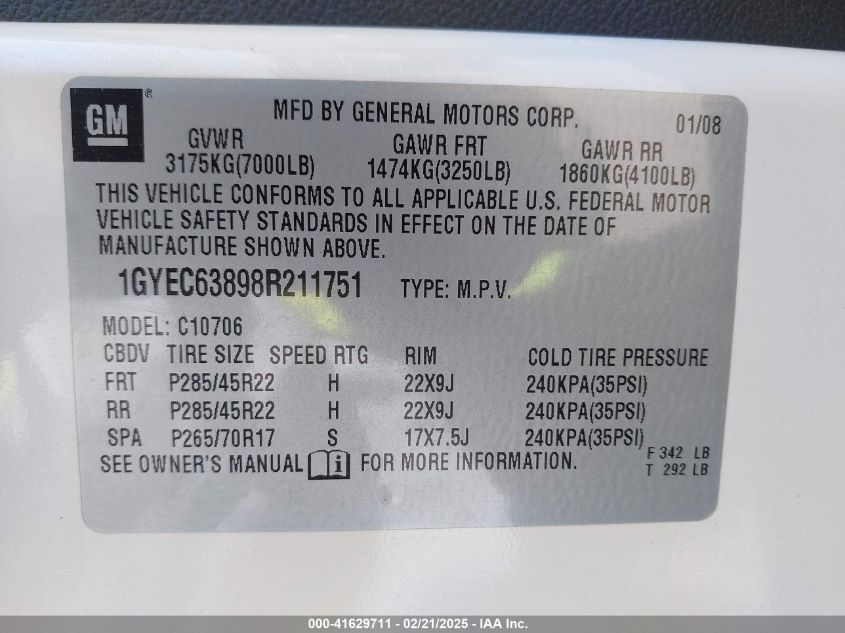 GM ® MFD BY GENERAL MOTORS CORP. 01/08
GVWR GAWR FRT GAWR RR
3175KG(7000LB) 1474KG(3250LB) 1860KG(4100LB)
THIS VEHICLE CONFORMS TO ALL APPLICABLE U.S. FEDERAL MOTOR
VEHICLE SAFETY STANDARDS IN EFFECT ON THE DATE OF
MANUFACTURE SHOWN ABOVE.
1GYEC63898R211751 TYPE: M.P.V.
MODEL: C10706
CBDV TIRE SIZE SPEED RTG RIM COLD TIRE PRESSURE
FRT P285/45R22 H 22X9J 240KPA(35PSI)
RR P285/45R22 H 22X9J 240KPA(35PSI)
SPA P265/70R17 S 17X7.5J 240KPA(35PSI)
SEE OWNER'S MANUAL i FOR MORE INFORMATION.
F 342 LB
T 292 LB
000-41629711 - 02/21/2025 - IAA Inc.